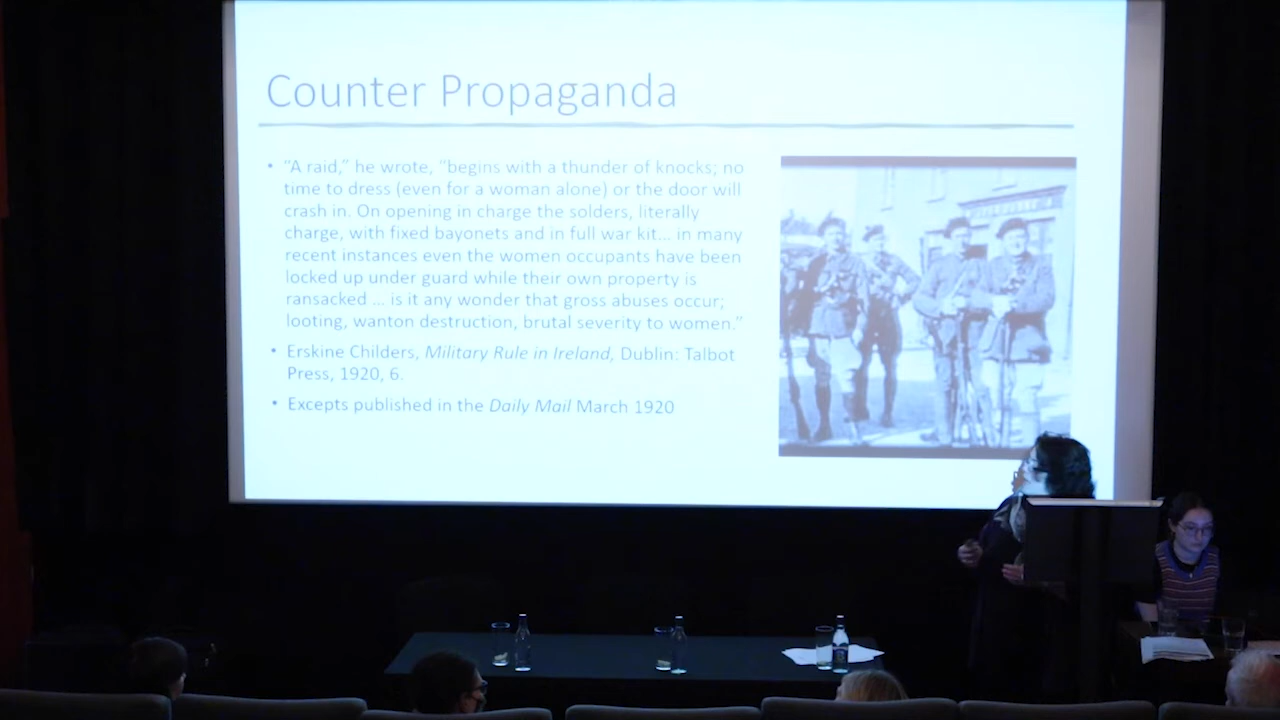 Counter Propaganda
• “A raid,” he wrote, “begins with a thunder of knocks; no
time to dress (even for a woman alone) or the door will
crash in. On opening in charge the solders, literally
charge, with fixed bayonets and in full war kit... in many
recent instances even the women occupants have been
locked up under guard while their own property is
ransacked ... is it any wonder that gross abuses occur;
looting, wanton destruction, brutal severity to women.”
• Erskine Childers, Military Rule in Ireland, Dublin: Talbot
Press, 1920, 6.
• Excepts published in the Daily Mail March 1920